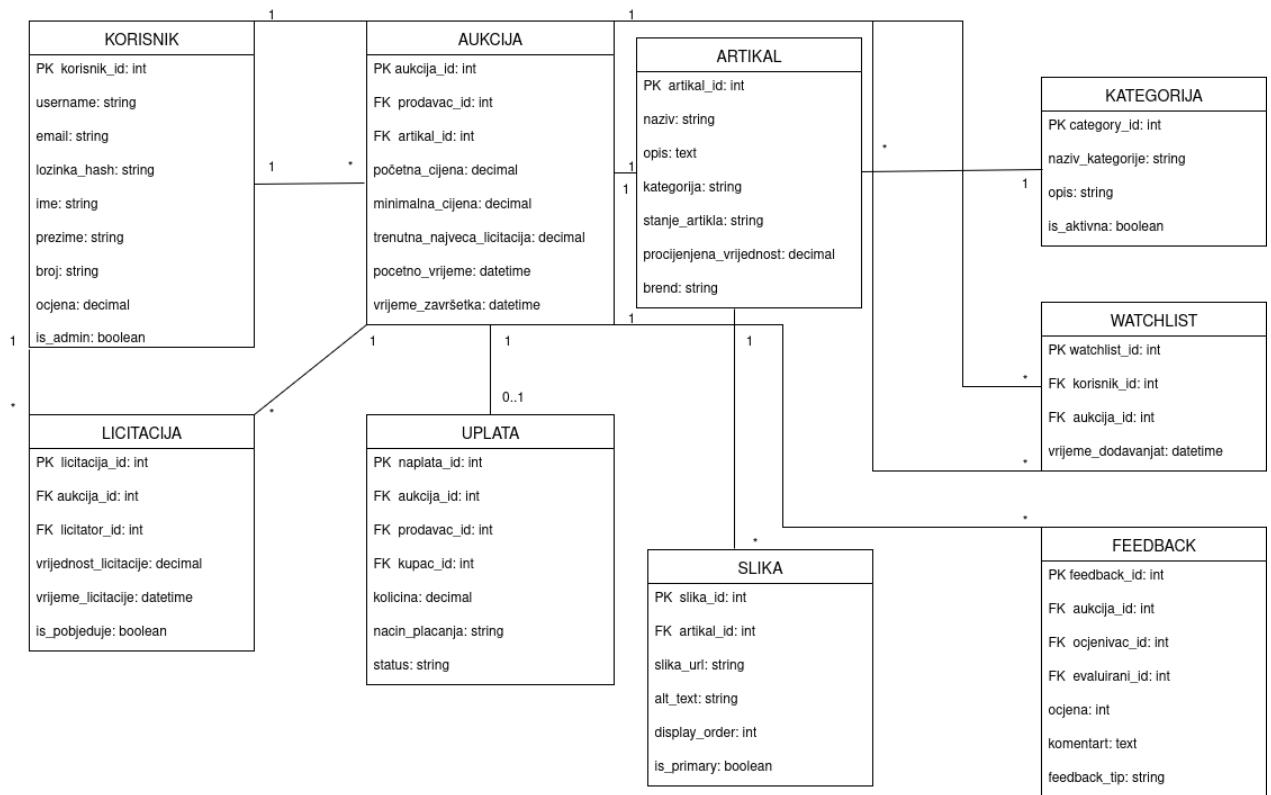 KORISNIK
PK korisnik_id: int
username: string
email: string
lozinka_hash: string
ime: string
prezime: string
broj: string
ocjena: decimal
is_admin: boolean
AUKCIJA
PK aukcija_id: int
FK prodavac_id: int
FK artikal_id: int
početna_cijena: decimal
minimalna_cijena: decimal
trenutna_najveca_licitacija: decimal
pocetno_vrijeme: datetime
vrijeme_završetka: datetime
ARTIKAL
PK artikal_id: int
naziv: string
opis: text
kategorija: string
stanje_artikla: string
procijenjena_vrijednost: decimal
brend: string
KATEGORIJA
PK category_id: int
naziv_kategorije: string
opis: string
is_aktivna: boolean
WATCHLIST
PK watchlist_id: int
FK korisnik_id: int
FK aukcija_id: int
vrijeme_dodavanjat: datetime
LICITACIJA
PK licitacija_id: int
FK aukcija_id: int
FK licitator_id: int
vrijednost_licitacije: decimal
vrijeme_licitacije: datetime
is_pobjeduje: boolean
UPLATA
PK naplata_id: int
FK aukcija_id: int
FK prodavac_id: int
FK kupac_id: int
kolicina: decimal
nacin_placanja: string
status: string
SLIKA
PK slika_id: int
FK artikal_id: int
slika_url: string
alt_text: string
display_order: int
is_primary: boolean
FEEDBACK
PK feedback_id: int
FK aukcija_id: int
FK ocjenivac_id: int
FK evaluirani_id: int
ocjena: int
komentart: text
feedback_tip: string
1
1
1
*
1
1
*
1
1
*
1
*
1
0..1
1
1
*
*
*
*